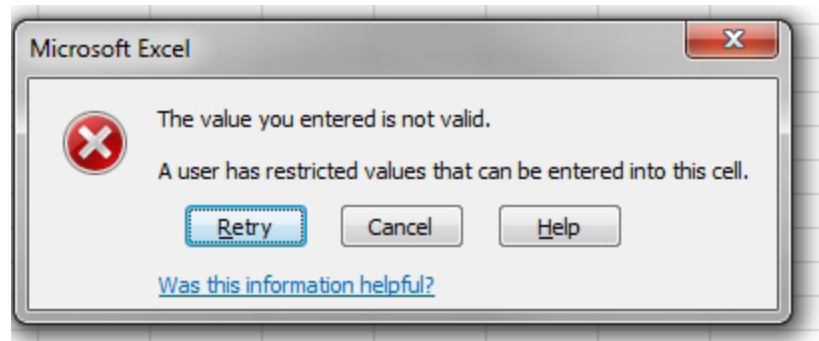 Microsoft Excel
The value you entered is not valid.
A user has restricted values that can be entered into this cell.
Retry Cancel Help
Was this information helpful?